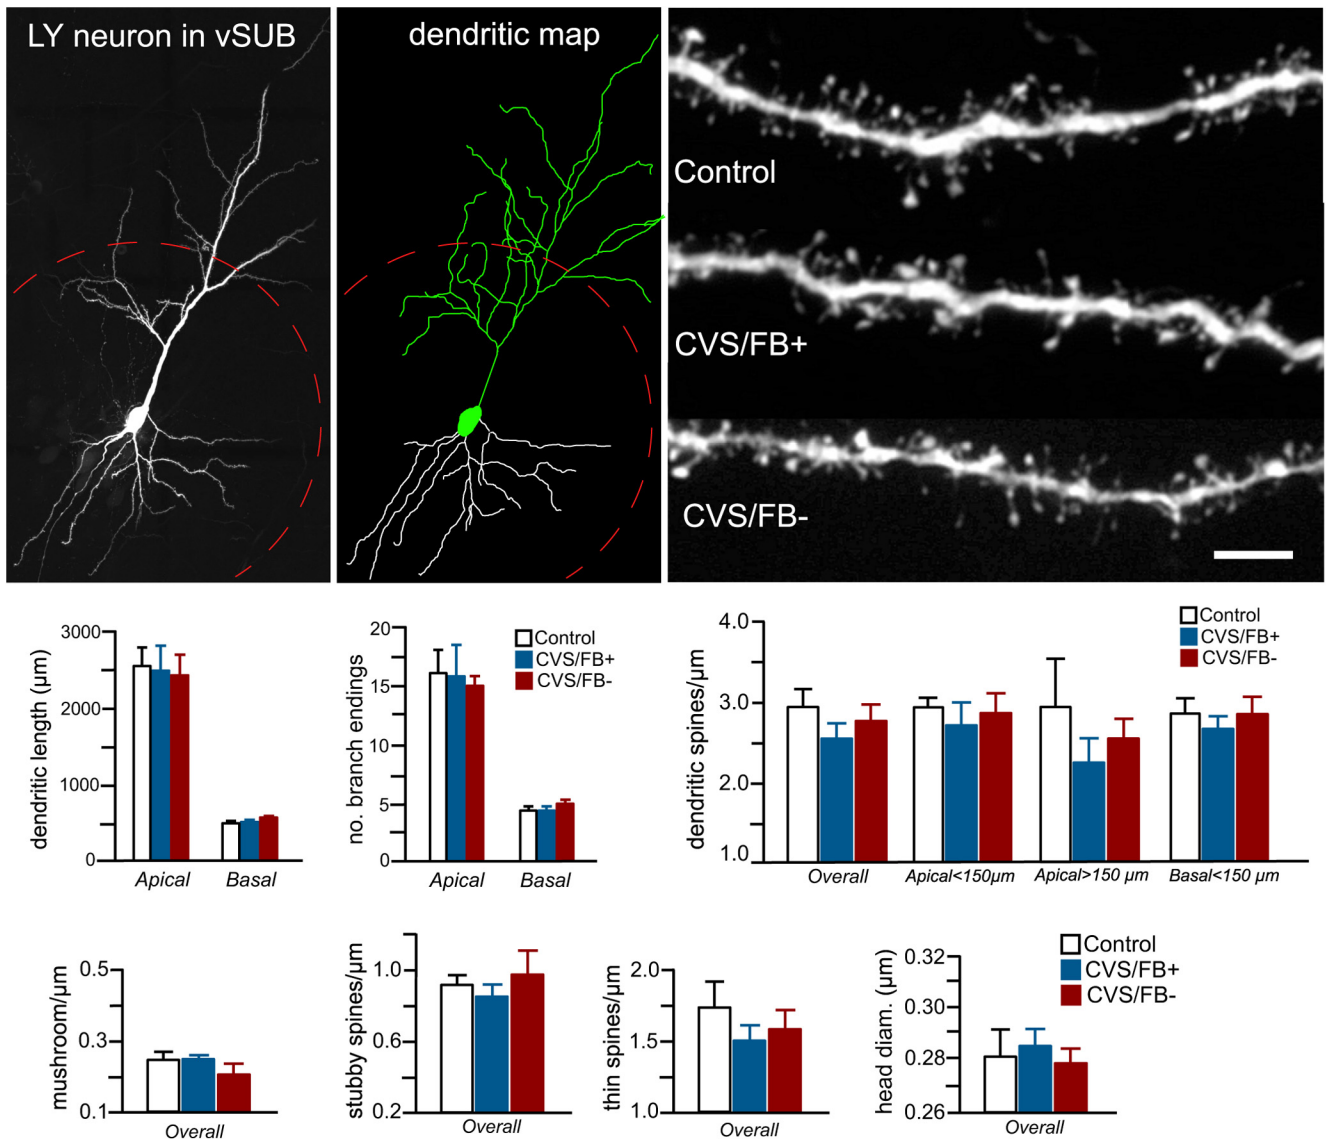 LY neuron in vSUB
dendritic map
Control
CVS/FB+
CVS/FB-
dendritic length (µm)
3000
2000
1000
0
Apical
Basal
no. branch endings
20
15
10
5
0
Apical
Basal
Control
CVS/FB+
CVS/FB-
dendritic spines/µm
4.0
3.0
2.0
1.0
Overall
Apical<150µm
Apical>150 µm
Basal<150 µm
Control
CVS/FB+
CVS/FB-
mushroom/µm
0.5
0.3
0.1
Overall
stubby spines/µm
1.0
0.6
0.2
Overall
thin spines/µm
2.0
1.5
1.0
Overall
head diam. (µm)
0.32
0.30
0.28
0.26
Overall
Control
CVS/FB+
CVS/FB-